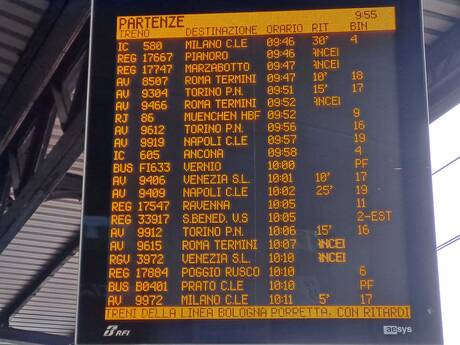 PARTENZE 9:55
TRENO DESTINAZIONE ORARIO RIT BIN
IC 580 MILANO C.LE 09:46 30' 4
REG 17667 PIANORO 09:46 ANCEL
REG 17747 MARZABOTTO 09:47 ANCEL
AV 8507 ROMA TERMINI 09:47 10' 18
AV 9304 TORINO P.N. 09:51 15' 17
AV 9466 ROMA TERMINI 09:52 ANCEL
RJ 86 MUENCHEN HBF 09:52 9
AV 9612 TORINO P.N. 09:56 16
AV 9919 NAPOLI C.LE 09:57 19
IC 605 ANCONA 09:58 4
BUS FI633 VERNIO 10:00 PF
AV 9406 VENEZIA S.L. 10:01 10' 17
AV 9409 NAPOLI C.LE 10:02 25' 19
REG 17547 RAVENNA 10:05 11
REG 33917 S.BENED. V.S 10:05 2-EST
AV 9912 TORINO P.N. 10:06 15' 16
AV 9615 ROMA TERMINI 10:07 ANCEL
RGV 3972 VENEZIA S.L. 10:10 ANCEL
REG 17884 POGGIO RUSCO 10:10 6
BUS B0401 PRATO C.LE 10:10 PF
AV 9972 MILANO C.LE 10:11 5' 17
TRENI DELLA LINEA BOLOGNA PORRETTA, CON RITARDI
RFI aesys